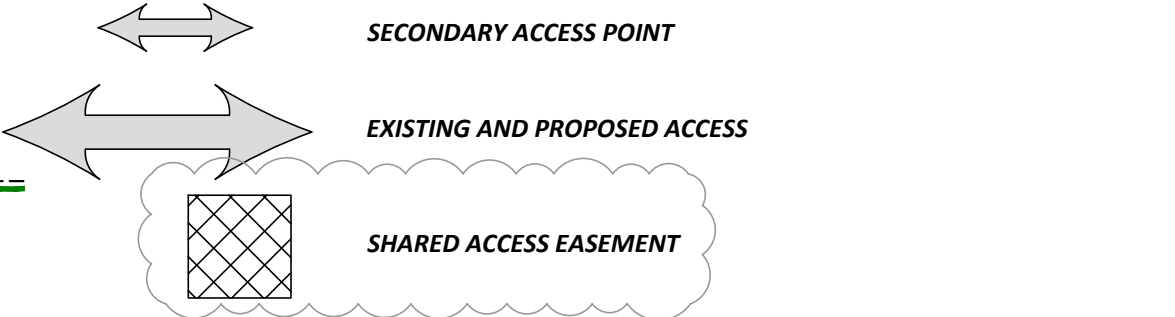 SECONDARY ACCESS POINT
EXISTING AND PROPOSED ACCESS
SHARED ACCESS EASEMENT